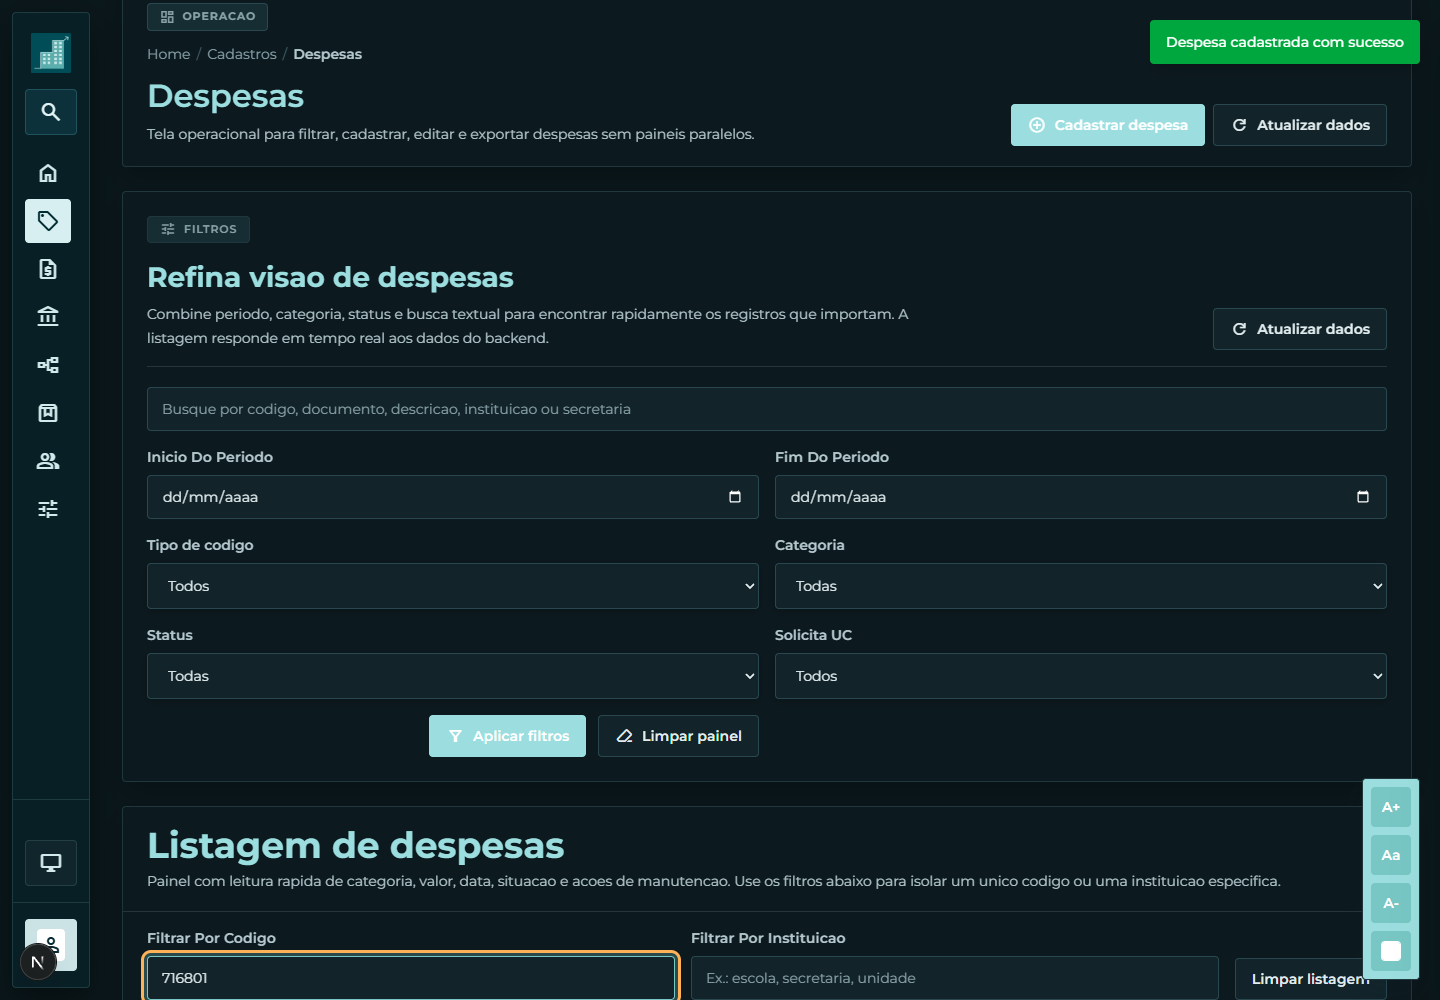 OPERACAO
Home / Cadastros / Despesas
Despesa cadastrada com sucesso
Despesas
Tela operacional para filtrar, cadastrar, editar e exportar despesas sem paineis paralelos.
Cadastrar despesa
Atualizar dados
FILTROS
Refina visao de despesas
Combine periodo, categoria, status e busca textual para encontrar rapidamente os registros que importam. A
listagem responde em tempo real aos dados do backend.
Atualizar dados
Busque por codigo, documento, descricao, instituicao ou secretaria
Inicio Do Periodo
Fim Do Periodo
dd/mm/aaaa
dd/mm/aaaa
Tipo de codigo
Categoria
Todos
Todas
Status
Solicita UC
Todas
Todos
Aplicar filtros
Limpar painel
A+
Aa
A-
Listagem de despesas
Painel com leitura rapida de categoria, valor, data, situacao e acoes de manutencao. Use os filtros abaixo para isolar um unico codigo ou uma instituicao especifica.
Filtrar Por Codigo
Filtrar Por Instituicao
716801
Ex.: escola, secretaria, unidade
Limpar listagem
N